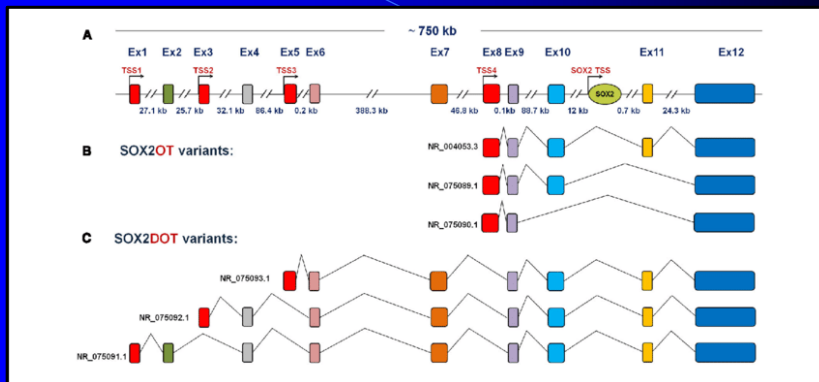 ~ 750 kb
A
Ex1 Ex2 Ex3 Ex4 Ex5 Ex6 Ex7 Ex8 Ex9 Ex10 Ex11 Ex12
TSS1 TSS2 TSS3 TSS4 SOX2 TSS
SOX2
27.1 kb 25.7 kb 32.1 kb 86.4 kb 0.2 kb 388.3 kb 46.8 kb 0.1kb 88.7 kb 12 kb 0.7 kb 24.3 kb
B SOX2OT variants:
NR_004053.3
NR_075089.1
NR_075090.1
C SOX2DOT variants:
NR_075093.1
NR_075092.1
NR_075091.1